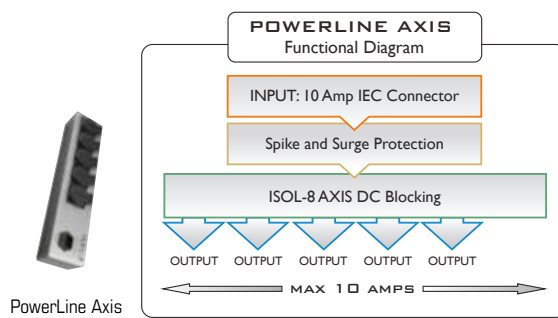 POWERLINE AXIS
Functional Diagram
INPUT: 10 Amp IEC Connector
Spike and Surge Protection
ISOL-8 AXIS DC Blocking
OUTPUT OUTPUT OUTPUT OUTPUT OUTPUT
MAX 10 AMPS
PowerLine Axis